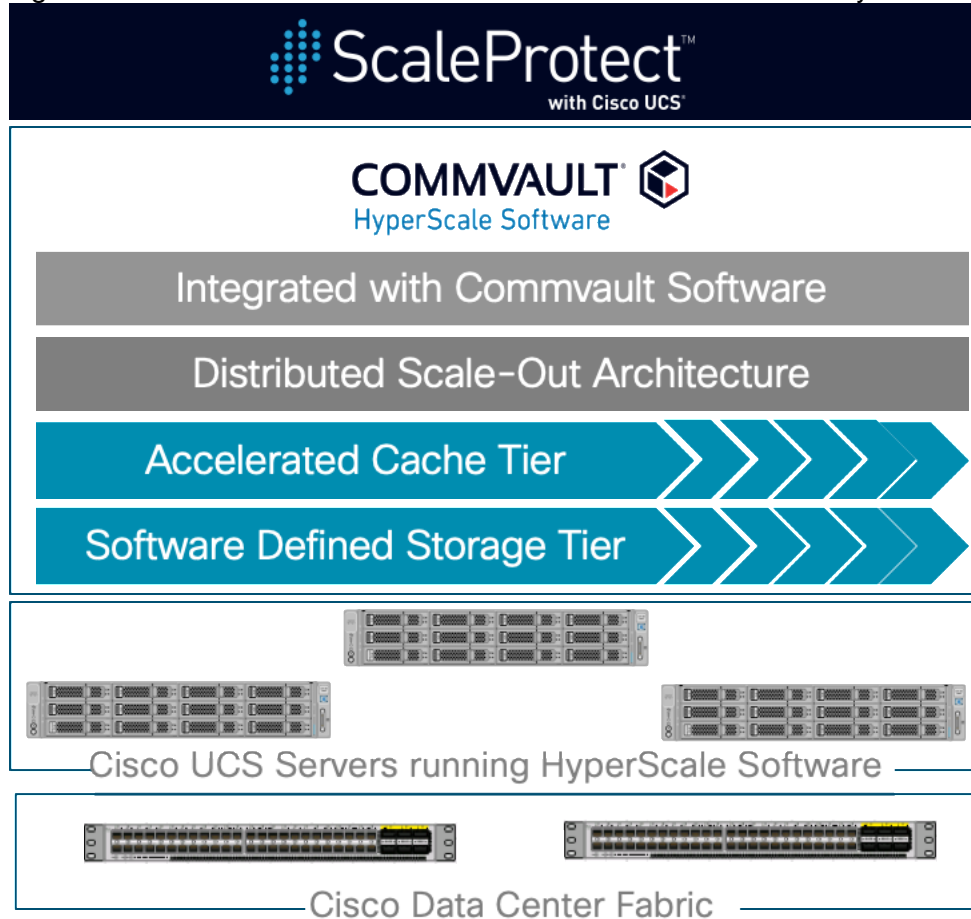 ScaleProtect™
with Cisco UCS®
COMMVAULT®
HyperScale Software
Integrated with Commvault Software
Distributed Scale-Out Architecture
Accelerated Cache Tier
Software Defined Storage Tier
Cisco UCS Servers running HyperScale Software
Cisco Data Center Fabric